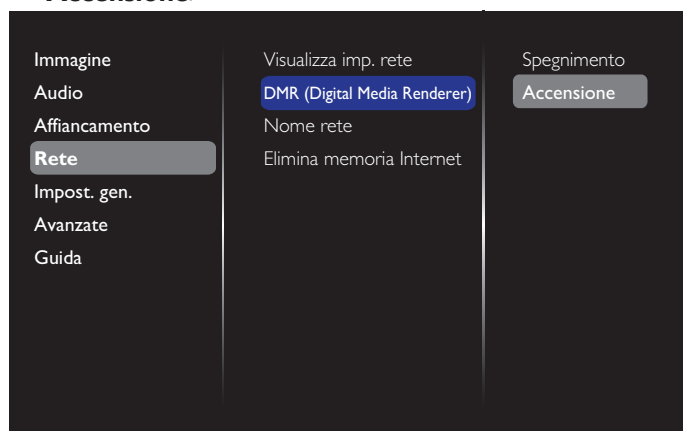 Accensione
Immagine
Audio
Affiancamento
Rete
Impost. gen.
Avanzate
Guida
Visualizza imp. rete
DMR (Digital Media Renderer)
Nome rete
Elimina memoria Internet
Spegnimento
Accensione